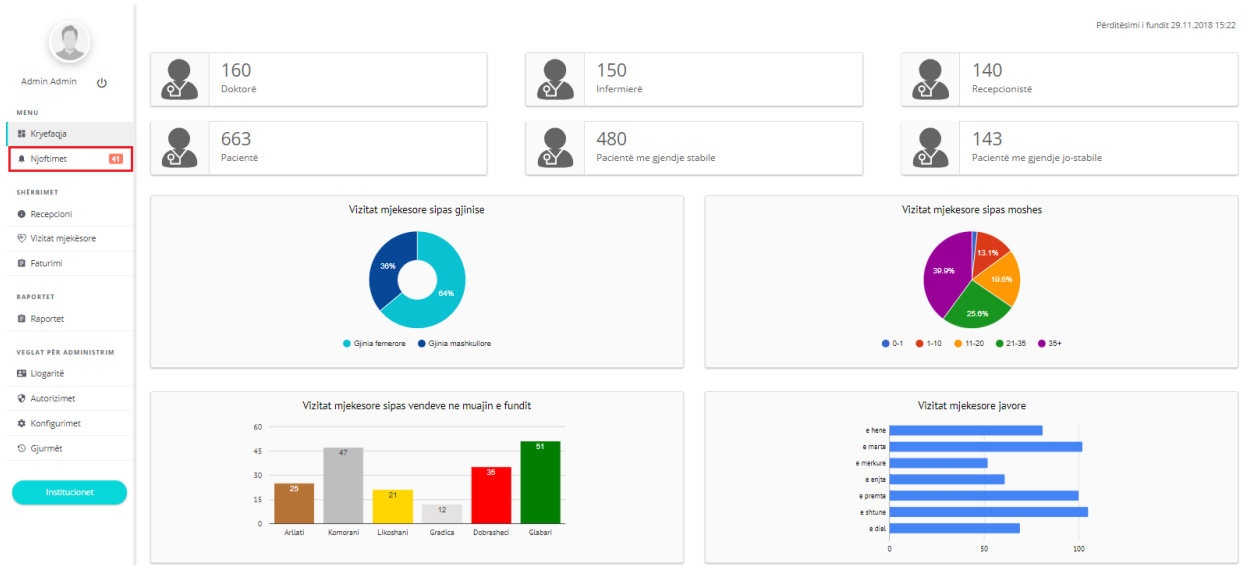 Përditësimi i fundit 29.11.2018 15:22
Admin Admin
MENU
Kryefaqja
Njoftimet 41
SHËRBIMET
Recepcioni
Vizitat mjekësore
Faturimi
RAPORTET
Raportet
VEGLAT PËR ADMINISTRIM
Llogaritë
Autorizimet
Konfigurimet
Gjurmët
Institucionet
160
Doktorë
150
Infermierë
140
Recepcionistë
663
Pacientë
480
Pacientë me gjendje stabile
143
Pacientë me gjendje jo-stabile
Vizitat mjekesore sipas gjinise
36%
64%
Gjinia femerore Gjinia mashkullore
Vizitat mjekesore sipas moshes
39.9%
13.1%
19.6%
25.6%
0-1 1-10 11-20 21-35 35+
Vizitat mjekesore sipas vendeve ne muajin e fundit
60
45
30
15
0
25
47
21
12
35
51
Arllati Komorani Likoshani Gradica Dobrasheci Glabari
Vizitat mjekesore javore
e hene
e marte
e merkure
e enjte
e premte
e shtune
e diel
0 50 100